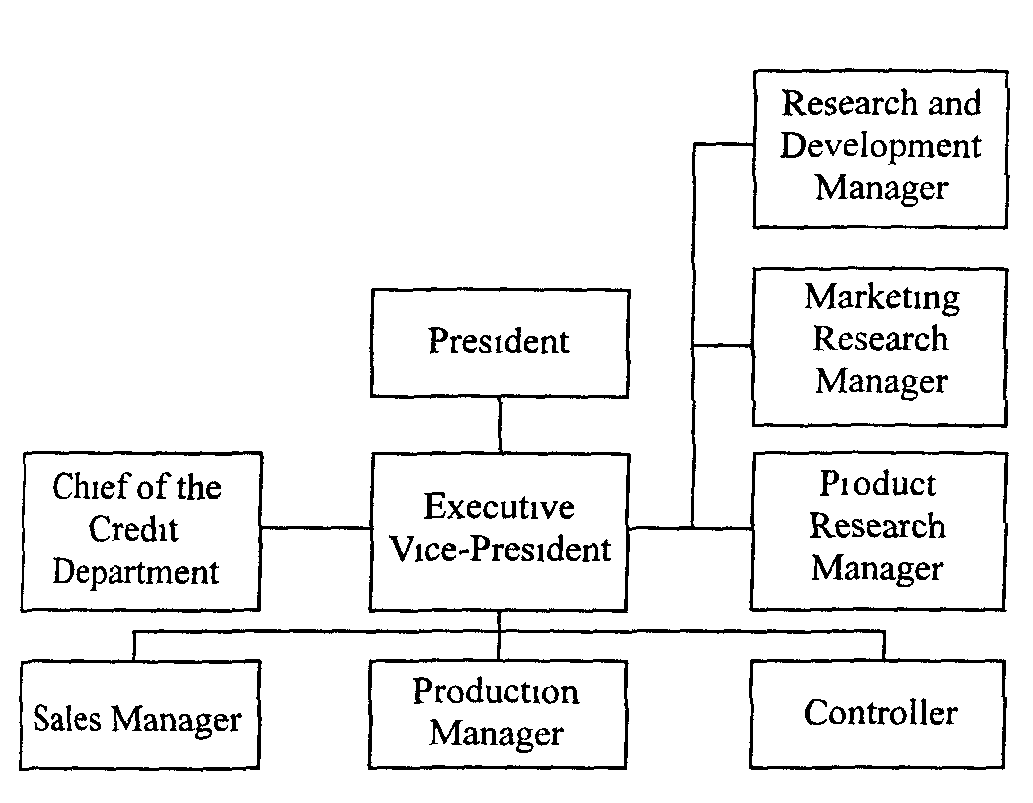 Research and
Development
Manager
Marketing
Research
Manager
President
Chief of the
Credit
Department
Executive
Vice-President
Product
Research
Manager
Sales Manager
Production
Manager
Controller